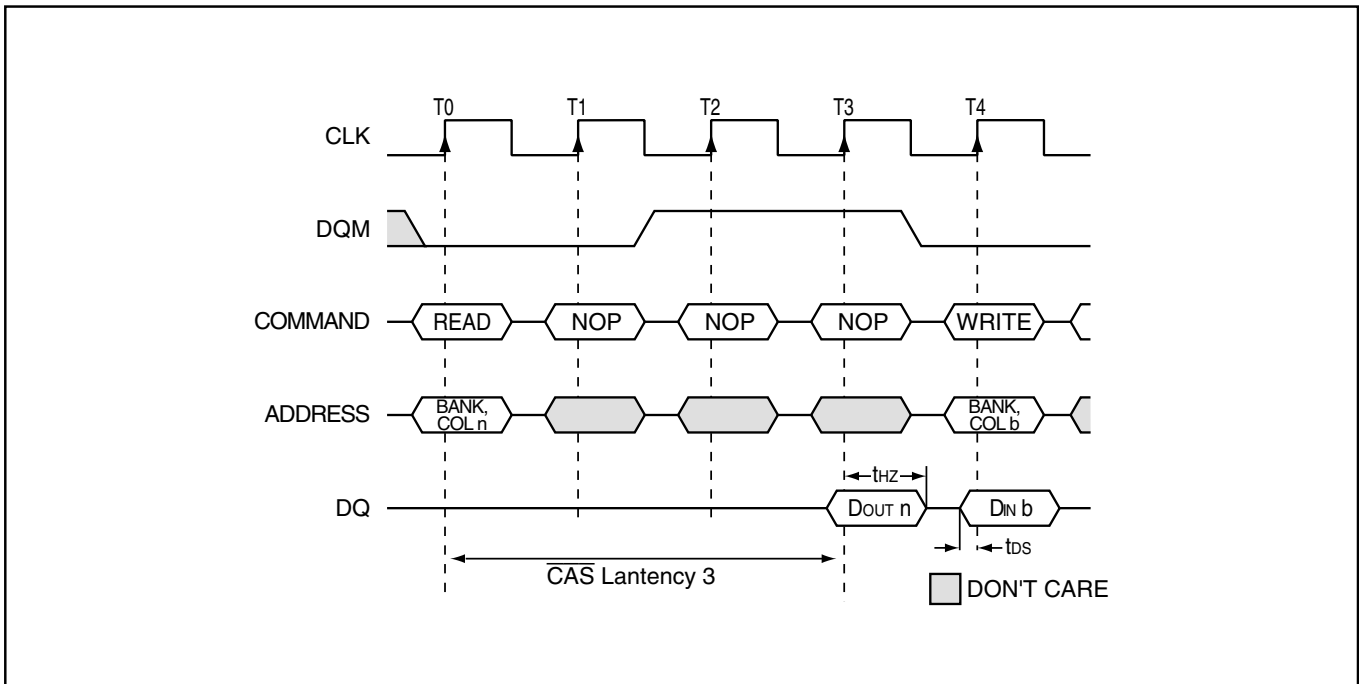 T0 T1 T2 T3 T4
CLK
DQM
COMMAND READ NOP NOP NOP WRITE
ADDRESS BANK, COL n BANK, COL b
tHZ
DQ DOUT n DIN b
tDS
CAS Lantency 3
DON'T CARE